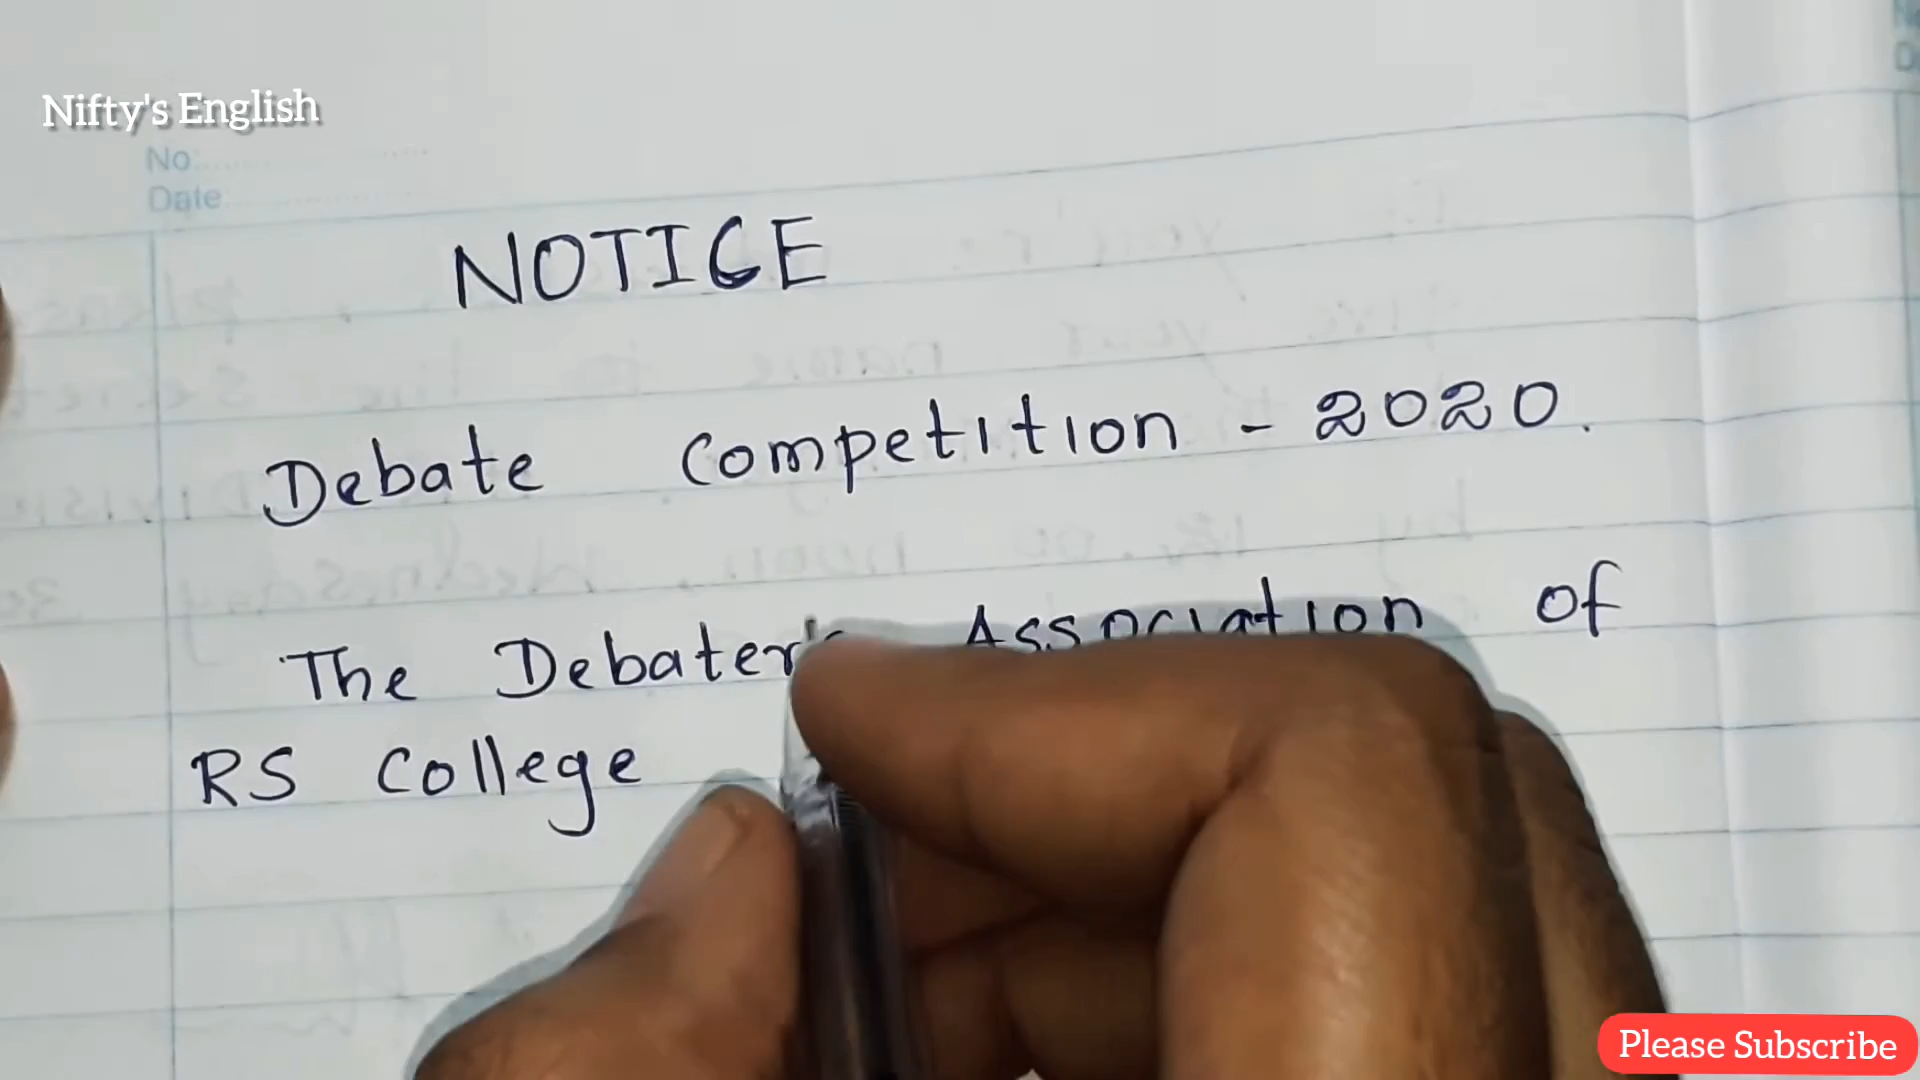 Nifty's English
No:
Date:
NOTICE
Debate Competition - 2020.
The Debater's Association of
RS College
Please Subscribe